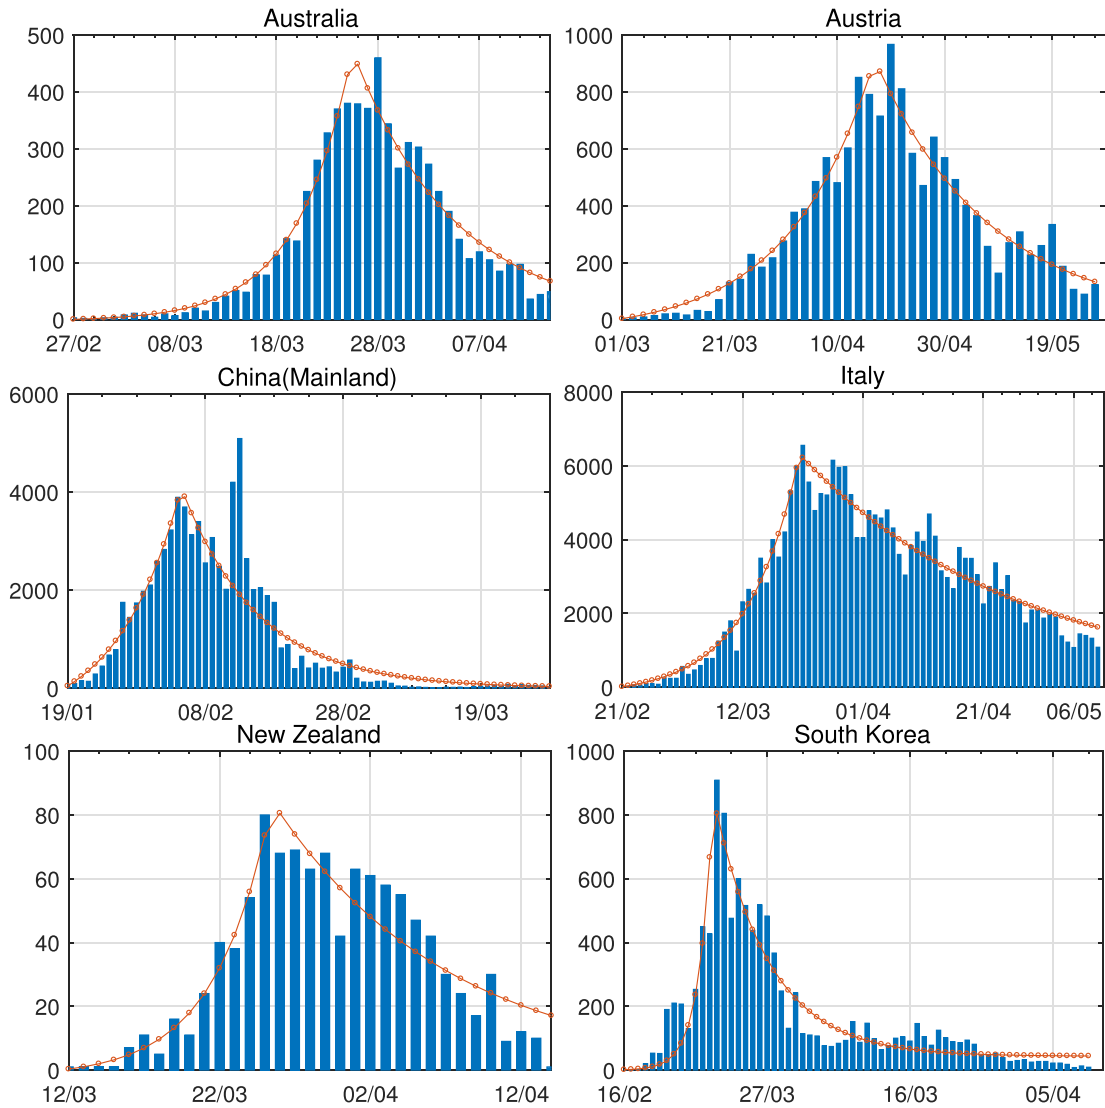 Australia
500
400
300
200
100
0
27/02 08/03 18/03 28/03 07/04
Austria
1000
800
600
400
200
0
01/03 21/03 10/04 30/04 19/05
China(Mainland)
6000
4000
2000
0
19/01 08/02 28/02 19/03
Italy
8000
6000
4000
2000
0
21/02 12/03 01/04 21/04 06/05
New Zealand
100
80
60
40
20
0
12/03 22/03 02/04 12/04
South Korea
1000
800
600
400
200
0
16/02 27/03 16/03 05/04